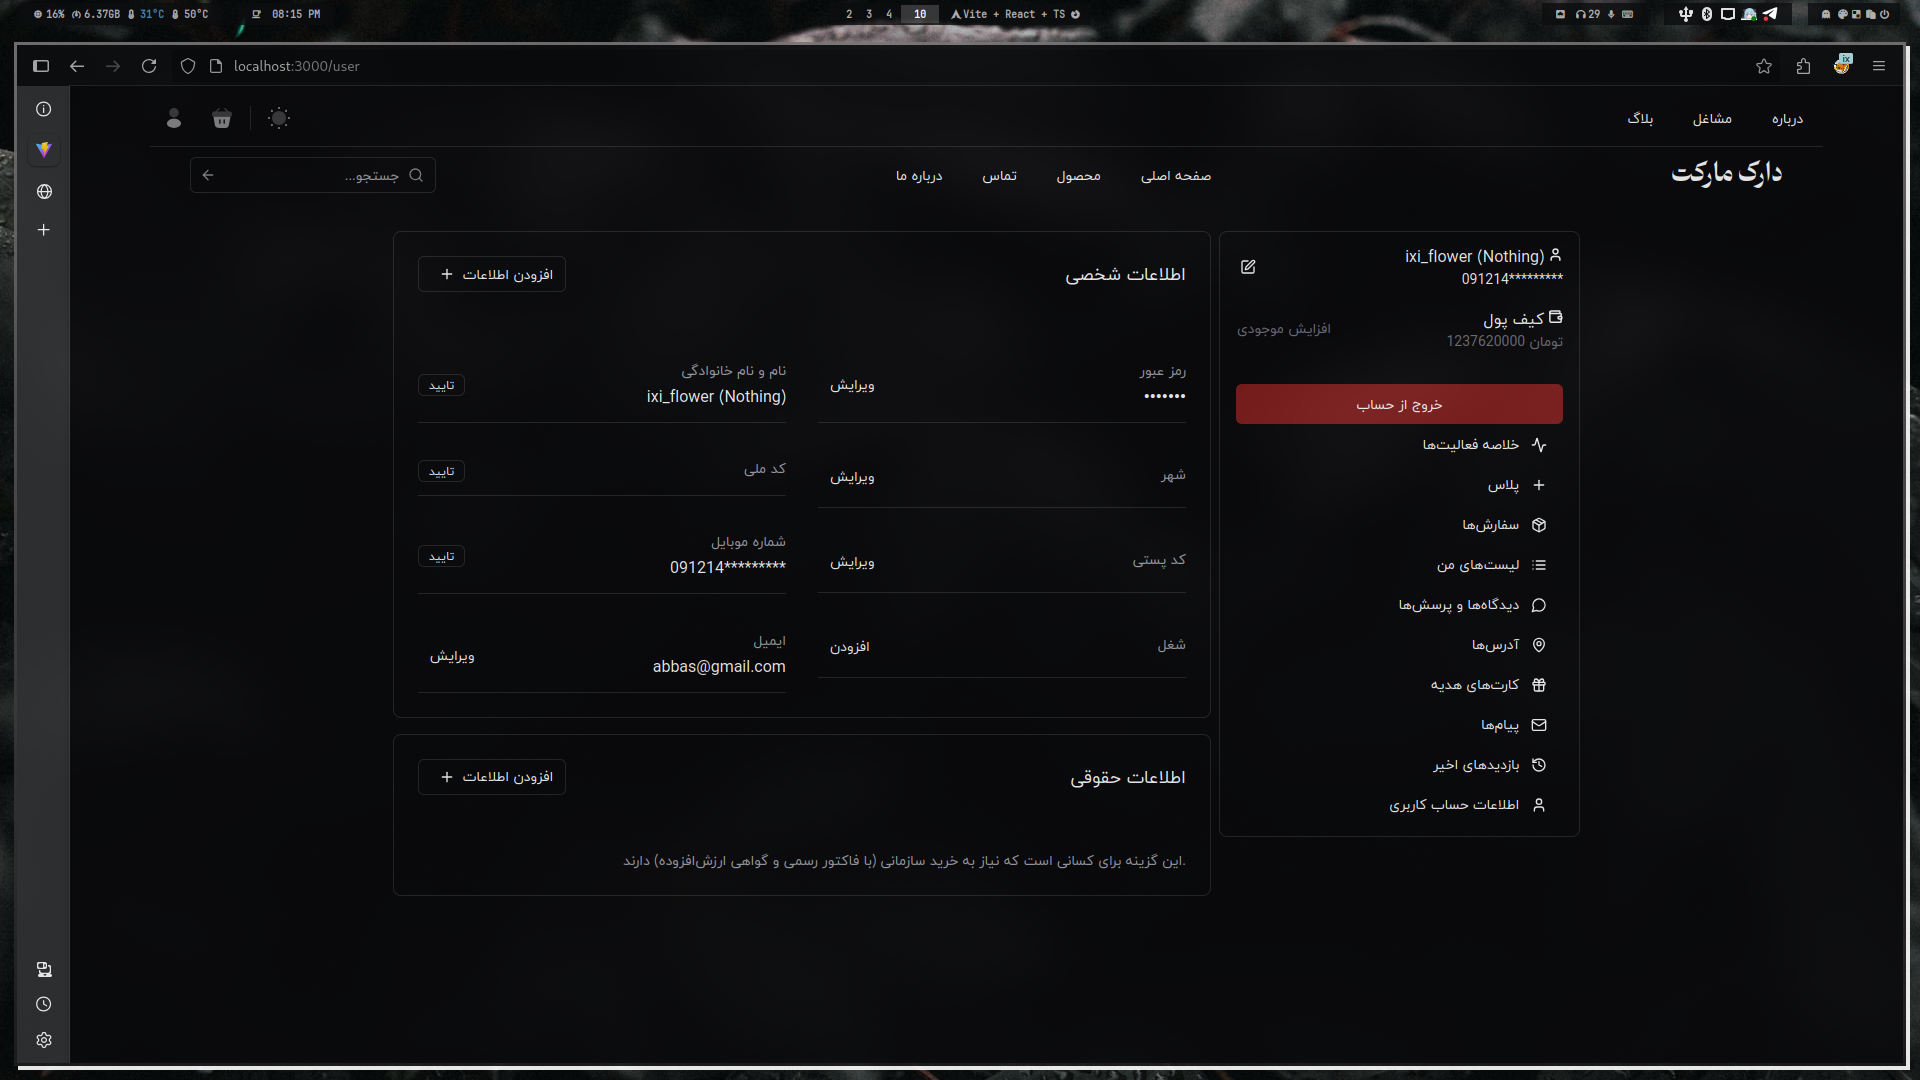 16% 6.37GB 31°C 50°C 08:15 PM
2 3 4 10 Vite + React + TS
29
localhost:3000/user
ix
درباره مشاغل بلاگ
دارک مارکت
صفحه اصلی محصول تماس درباره ما
جستجو...
ixi_flower (Nothing)
091214*********
کیف پول
تومان 1237620000
افزایش موجودی
خروج از حساب
خلاصه فعالیت‌ها
پلاس
سفارش‌ها
لیست‌های من
دیدگاه‌ها و پرسش‌ها
آدرس‌ها
کارت‌های هدیه
پیام‌ها
بازدیدهای اخیر
اطلاعات حساب کاربری
اطلاعات شخصی
افزودن اطلاعات +
رمز عبور
•••••••
ویرایش
نام و نام خانوادگی
ixi_flower (Nothing)
تایید
شهر
ویرایش
کد ملی
تایید
کد پستی
ویرایش
شماره موبایل
091214*********
تایید
شغل
افزودن
ایمیل
abbas@gmail.com
ویرایش
اطلاعات حقوقی
افزودن اطلاعات +
.این گزینه برای کسانی است که نیاز به خرید سازمانی (با فاکتور رسمی و گواهی ارزش‌افزوده) دارند